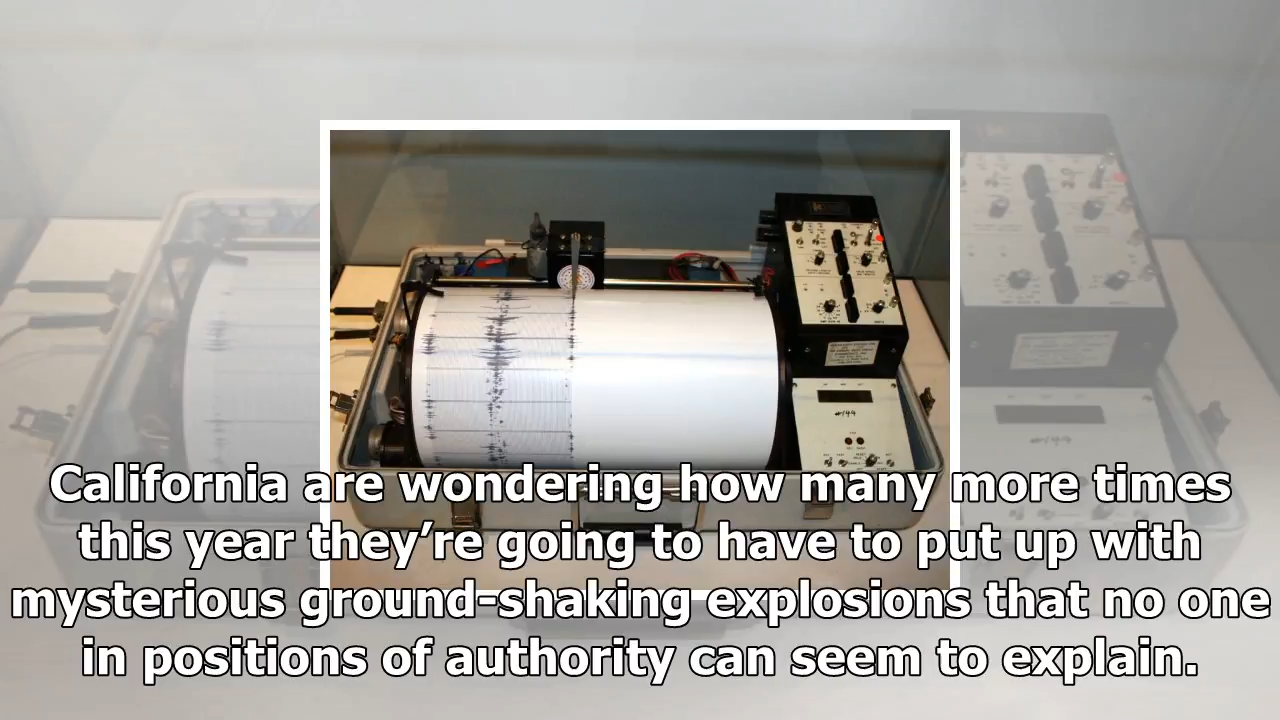 California are wondering how many more times
this year they’re going to have to put up with
mysterious ground-shaking explosions that no one
in positions of authority can seem to explain.